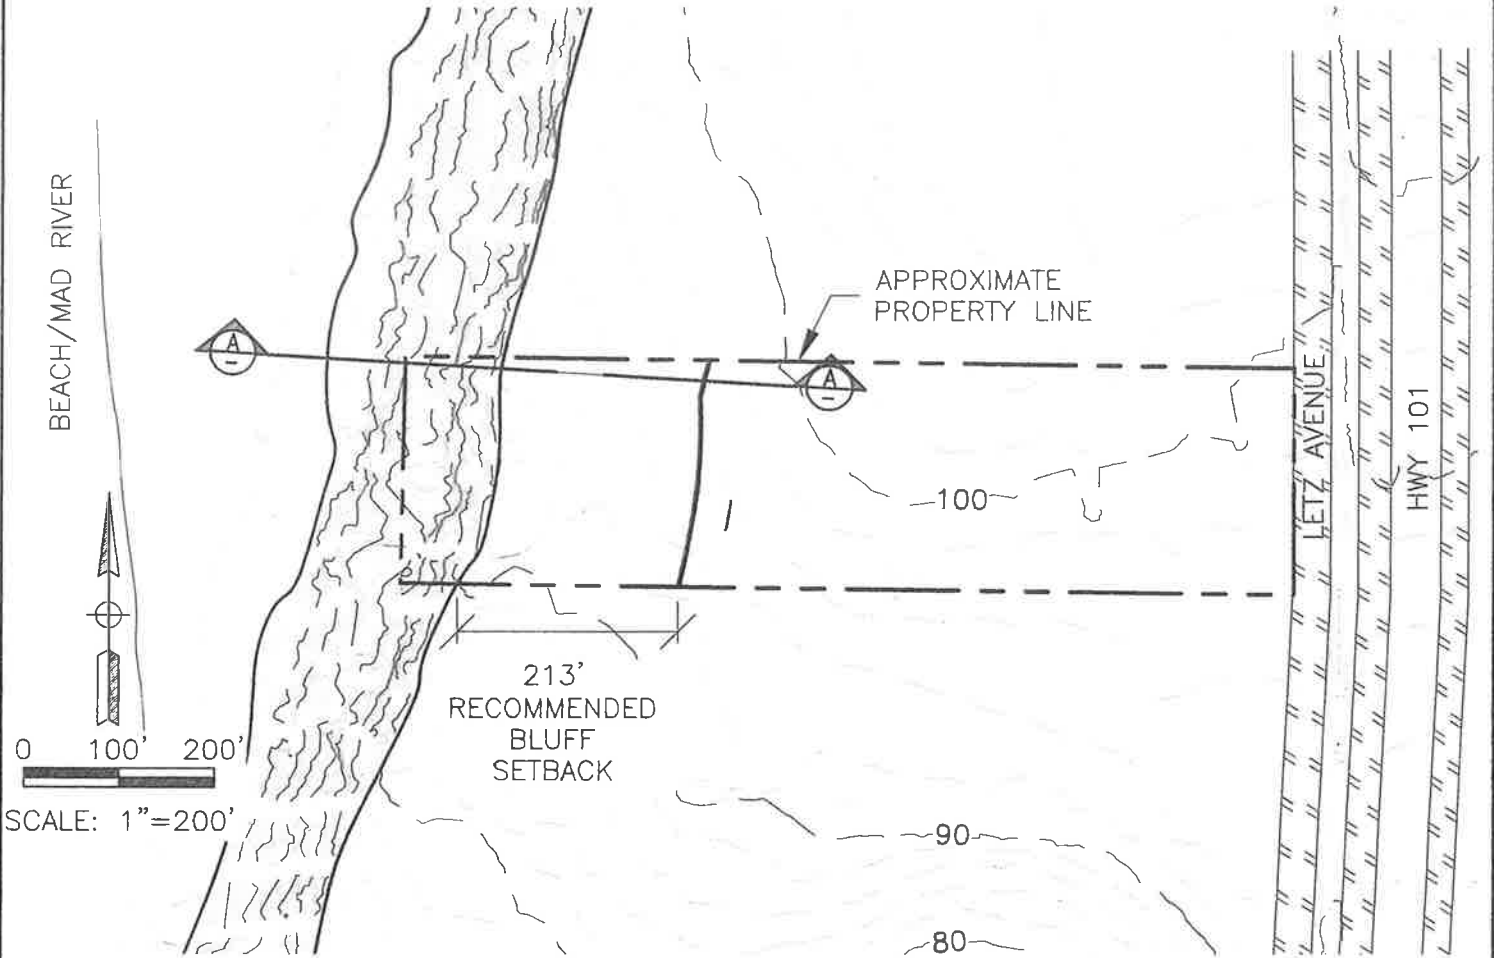 BEACH/MAD RIVER
APPROXIMATE
PROPERTY LINE
A
–
A
–
LETZ AVENUE
HWY 101
100
213'
RECOMMENDED
BLUFF
SETBACK
0 100' 200'
SCALE: 1"=200'
90
80